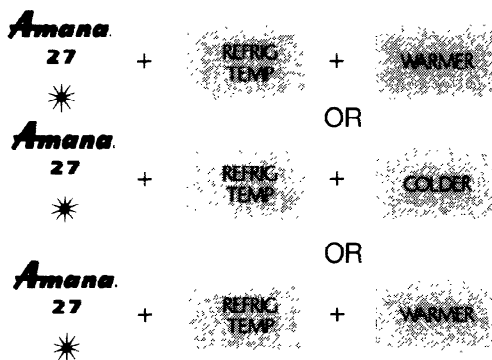 Amana.
27
+ REFRIG TEMP + WARMER
OR
Amana.
27
+ REFRIG TEMP + COLDER
OR
Amana.
27
+ REFRIG TEMP + WARMER